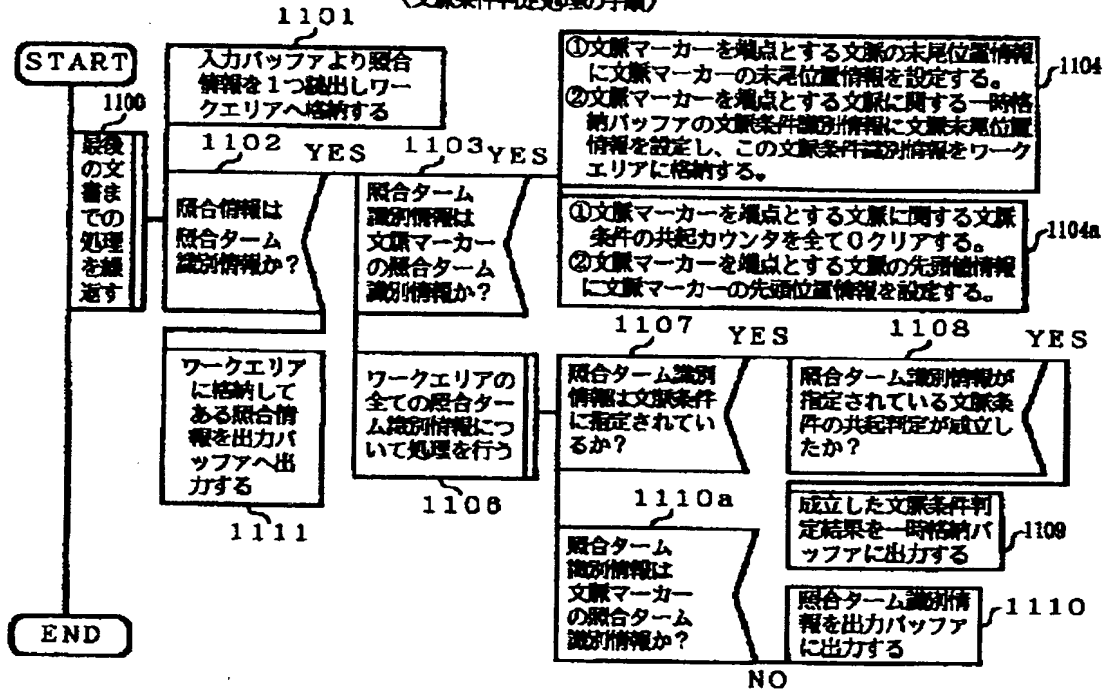 (文脈条件判定処理の手順)
START
1100
最後
の文
書ま
での
処理
を繰
返す
END
1101
入力バッファより照合
情報を1つ読出しワー
クエリアへ格納する
1102
YES
照合情報は
照合ターム
識別情報か?
1103
YES
照合ターム
識別情報は
文脈マーカー
の照合ターム
識別情報か?
①文脈マーカーを端点とする文脈の末尾位置情報
に文脈マーカーの末尾位置情報を設定する。
②文脈マーカーを端点とする文脈に関する一時格
納バッファの文脈条件識別情報に文脈末尾位置
情報を設定し、この文脈条件識別情報をワーク
エリアに格納する。
1104
①文脈マーカーを端点とする文脈に関する文脈
条件の共起カウンタを全て0クリアする。
②文脈マーカーを端点とする文脈の先頭値情報
に文脈マーカーの先頭位置情報を設定する。
1104a
ワークエリア
に格納して
ある照合情
報を出力バ
ッファへ出
力する
1111
ワークエリアの
全ての照合ター
ム識別情報につ
いて処理を行う
1106
1107
YES
照合ターム識別
情報は文脈条件
に指定されてい
るか?
1108
YES
照合ターム識別情報が
指定されている文脈条
件の共起判定が成立し
たか?
成立した文脈条件判
定結果を一時格納バ
ッファに出力する
1109
1110a
照合ターム
識別情報は
文脈マーカー
の照合ターム
識別情報か?
NO
照合ターム識別情
報を出力バッファ
に出力する
1110